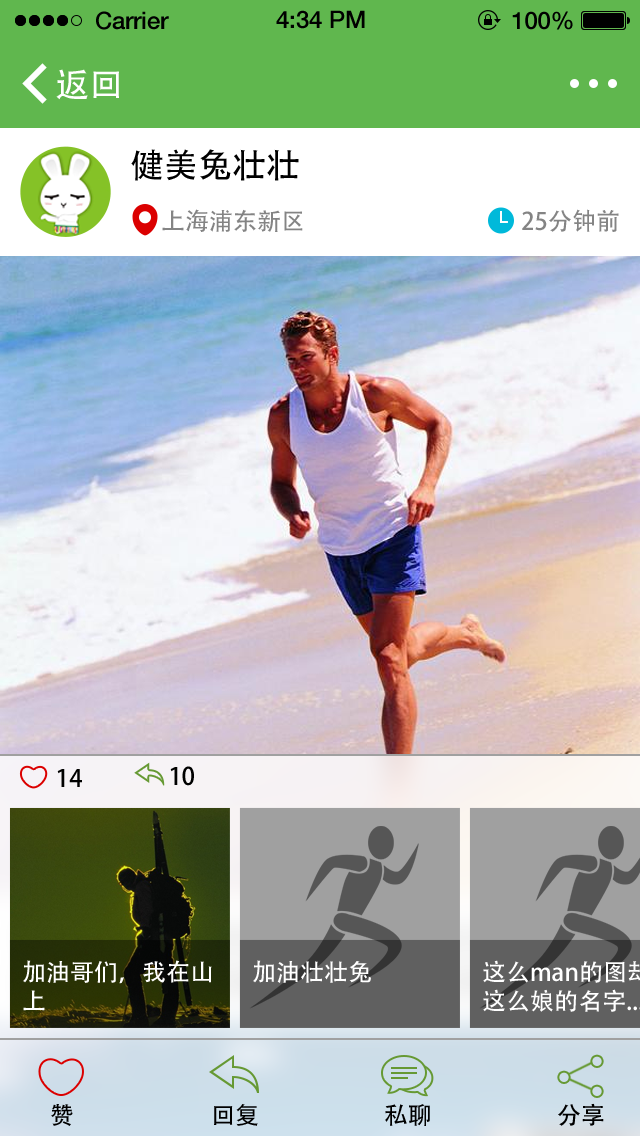 Carrier 4:34 PM 100%
返回
健美兔壮壮
上海浦东新区 25分钟前
14 10
加油哥们，我在山
上
加油壮壮兔
这么man的图却
这么娘的名字...
赞 回复 私聊 分享